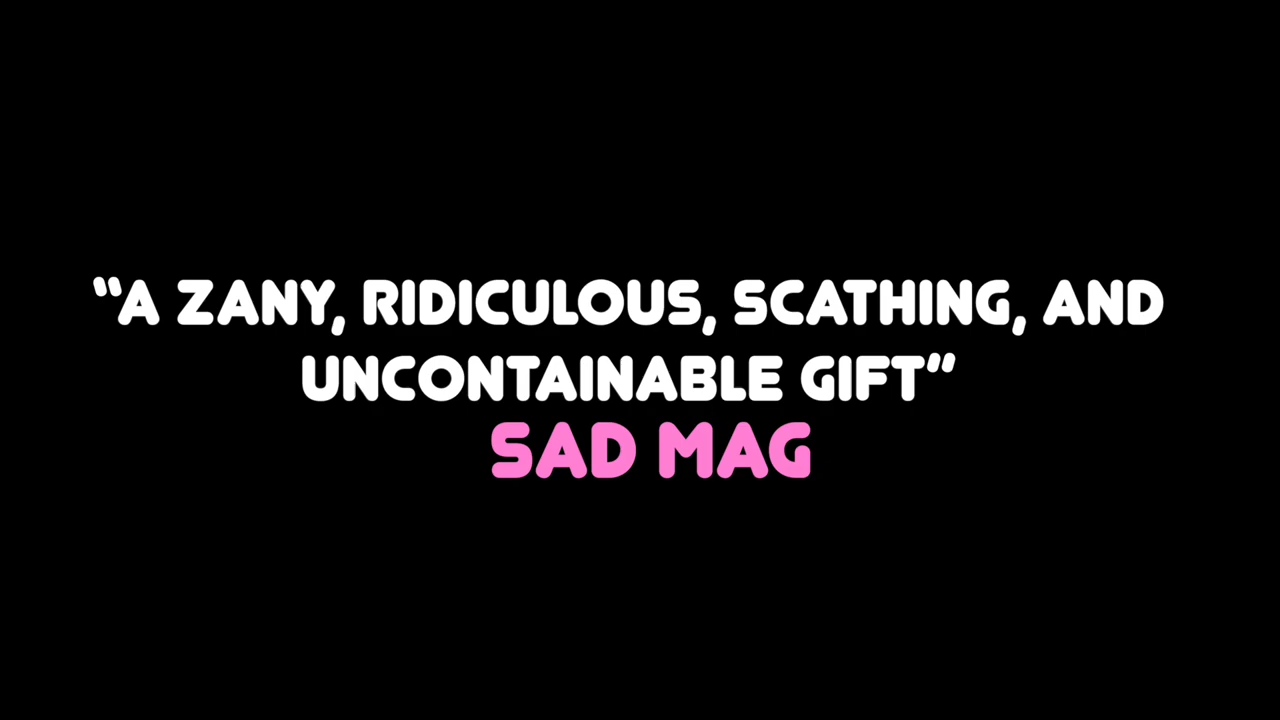 “A ZANY, RIDICULOUS, SCATHING, AND
UNCONTAINABLE GIFT”
SAD MAG